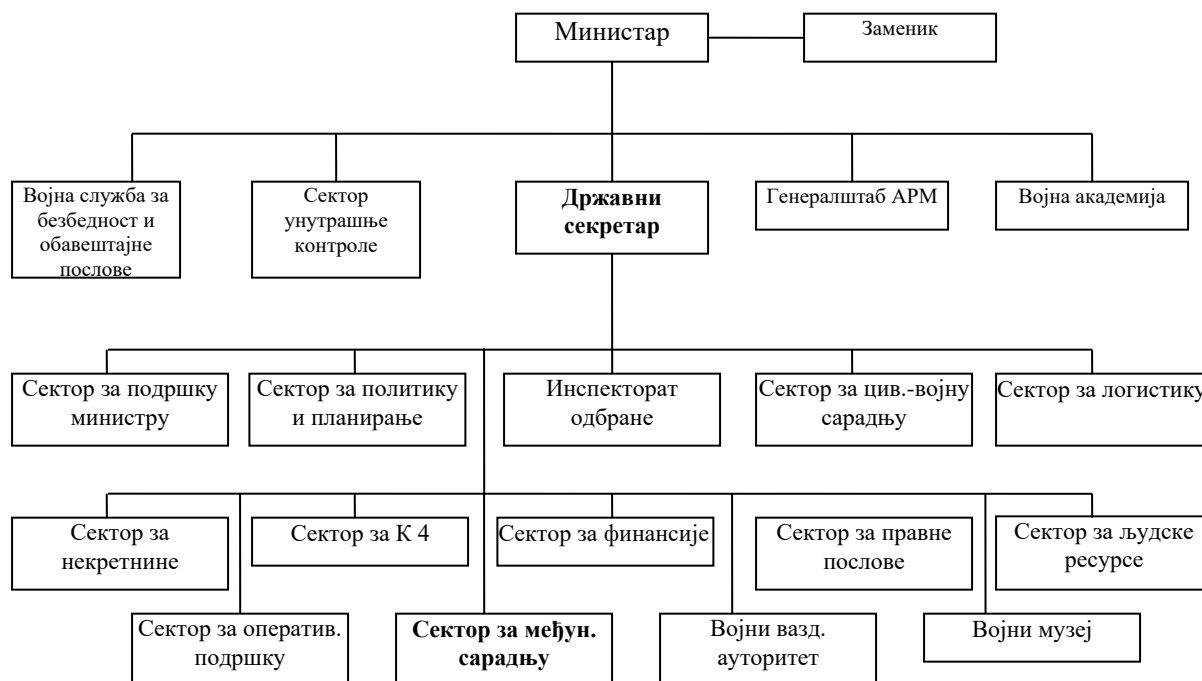 Министар
Заменик
Војна служба за
безбедност и
обавештајне
послове
Сектор
унутрашње
контроле
Државни
секретар
Генералштаб АРМ
Војна академија
Сектор за подршку
министру
Сектор за политику
и планирање
Инспекторат
одбране
Сектор за цив.-војну
сарадњу
Сектор за логистику
Сектор за
некретнине
Сектор за К 4
Сектор за финансије
Сектор за правне
послове
Сектор за људске
ресурсе
Сектор за оператив.
подршку
Сектор за међун.
сарадњу
Војни вазд.
ауторитет
Војни музеј